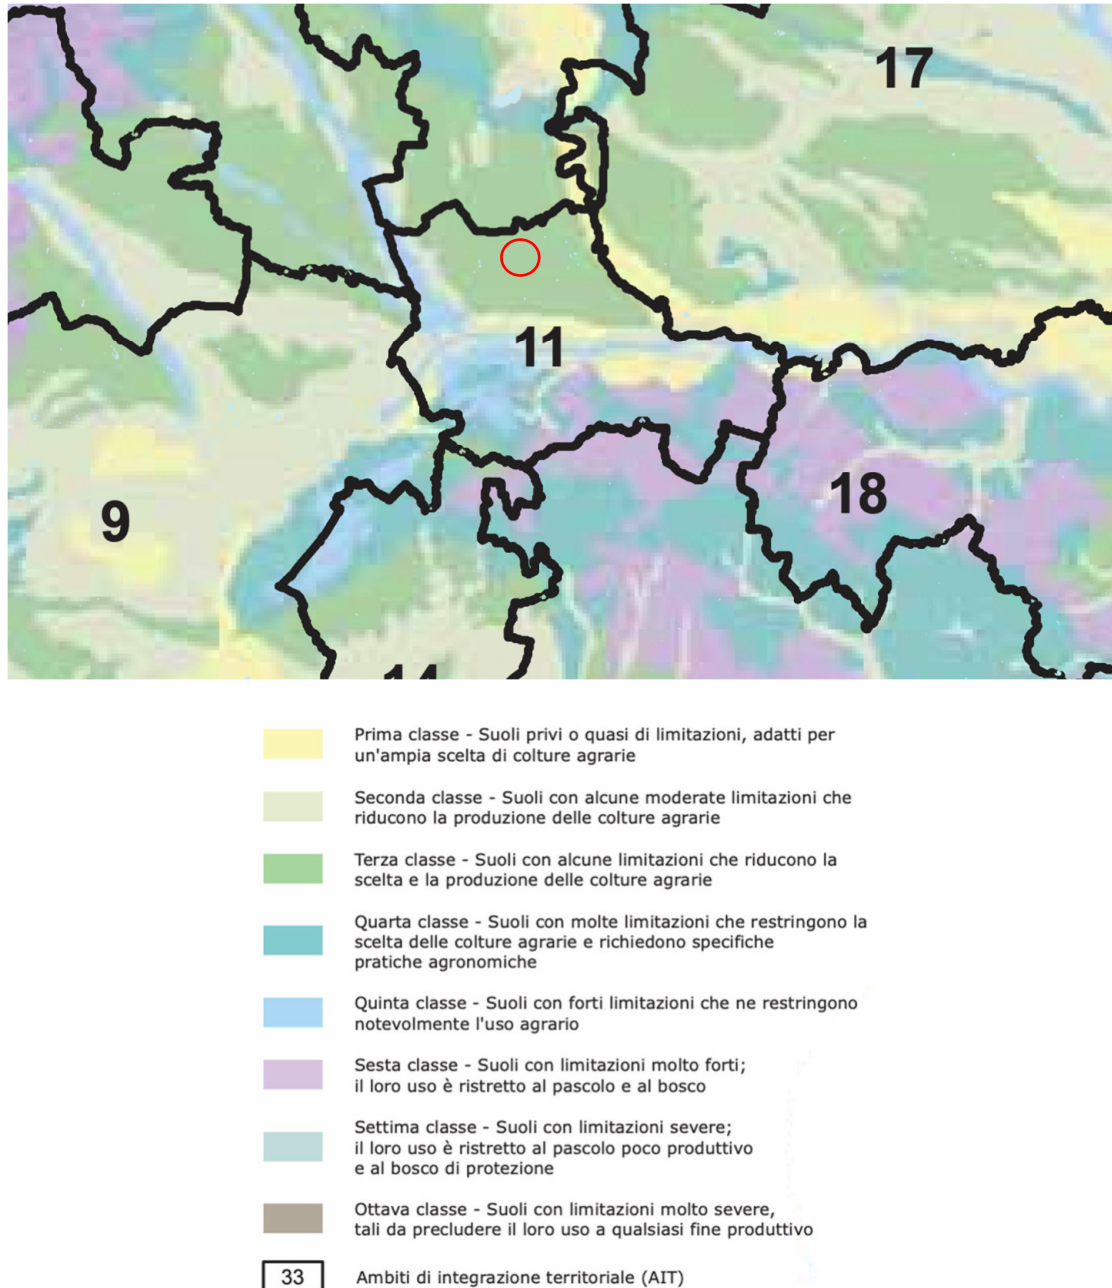 17
11
9
18
14
Prima classe - Suoli privi o quasi di limitazioni, adatti per
un'ampia scelta di colture agrarie
Seconda classe - Suoli con alcune moderate limitazioni che
riducono la produzione delle colture agrarie
Terza classe - Suoli con alcune limitazioni che riducono la
scelta e la produzione delle colture agrarie
Quarta classe - Suoli con molte limitazioni che restringono la
scelta delle colture agrarie e richiedono specifiche
pratiche agronomiche
Quinta classe - Suoli con forti limitazioni che ne restringono
notevolmente l'uso agrario
Sesta classe - Suoli con limitazioni molto forti;
il loro uso è ristretto al pascolo e al bosco
Settima classe - Suoli con limitazioni severe;
il loro uso è ristretto al pascolo poco produttivo
e al bosco di protezione
Ottava classe - Suoli con limitazioni molto severe,
tali da precludere il loro uso a qualsiasi fine produttivo
33 Ambiti di integrazione territoriale (AIT)